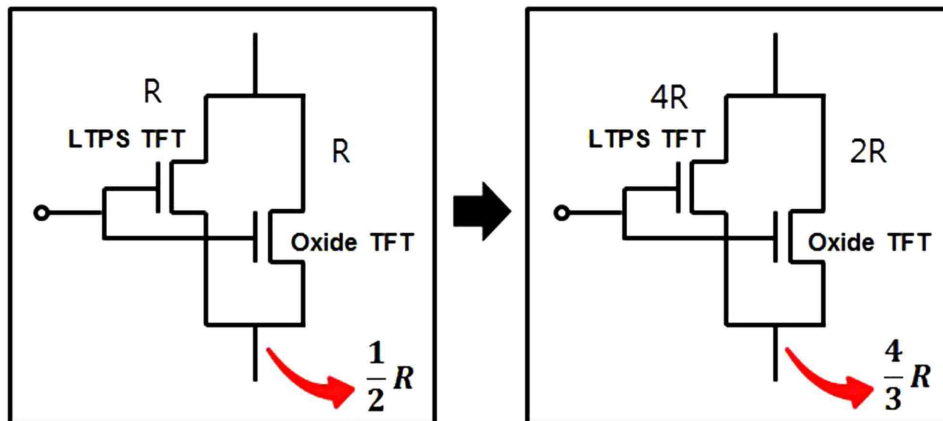 R
LTPS TFT
R
Oxide TFT
1/2 R
4R
LTPS TFT
2R
Oxide TFT
4/3 R